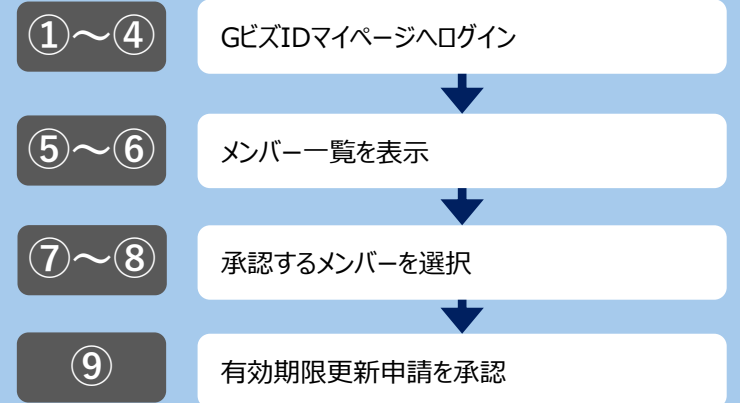 ①～④
GビズIDマイページへログイン
⑤～⑥
メンバー一覧を表示
⑦～⑧
承認するメンバーを選択
⑨
有効期限更新申請を承認